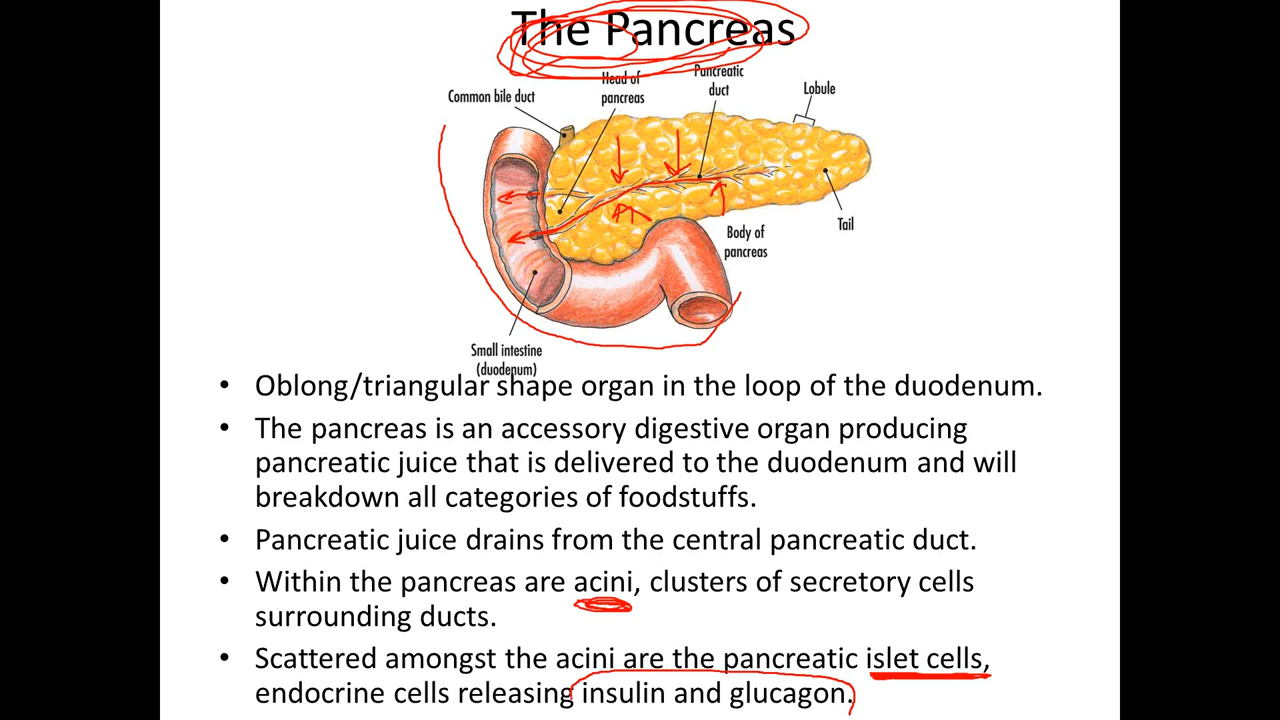 The Pancreas
Head of
pancreas
Pancreatic
duct
Common bile duct
Lobule
Body of
pancreas
Tail
Small intestine
(duodenum)
• Oblong/triangular shape organ in the loop of the duodenum.
• The pancreas is an accessory digestive organ producing
pancreatic juice that is delivered to the duodenum and will
breakdown all categories of foodstuffs.
• Pancreatic juice drains from the central pancreatic duct.
• Within the pancreas are acini, clusters of secretory cells
surrounding ducts.
• Scattered amongst the acini are the pancreatic islet cells,
endocrine cells releasing insulin and glucagon.